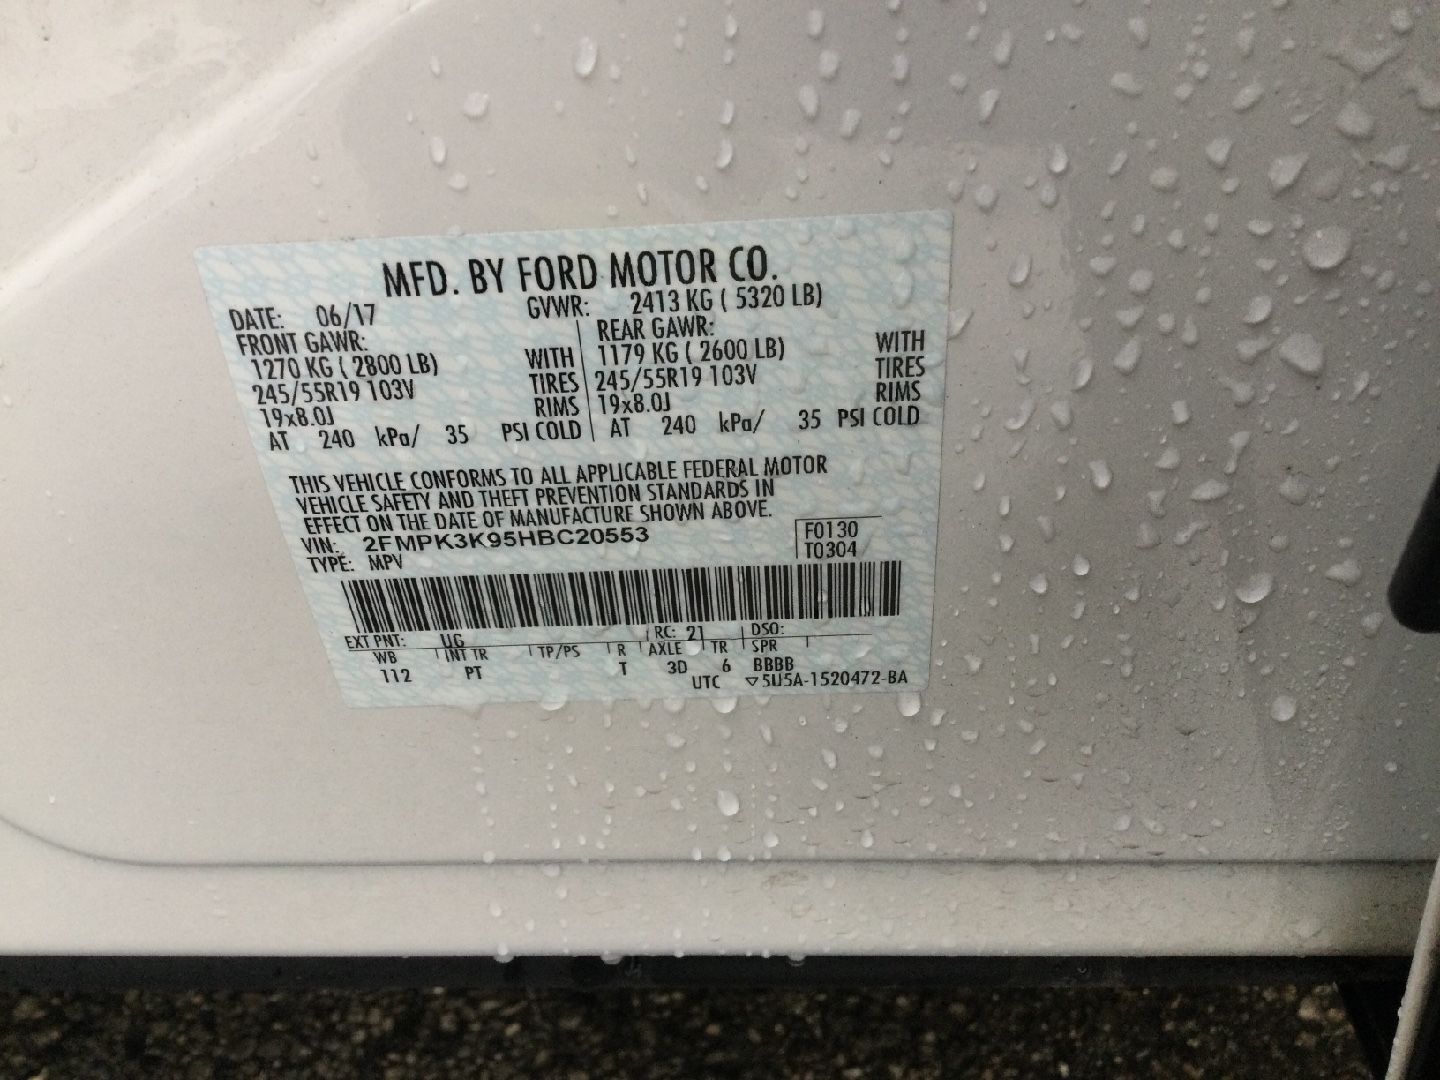 MFD. BY FORD MOTOR CO.
DATE: 06/17 GVWR: 2413 KG ( 5320 LB)
FRONT GAWR: REAR GAWR:
1270 KG ( 2800 LB) WITH 1179 KG ( 2600 LB) WITH
245/55R19 103V TIRES 245/55R19 103V TIRES
19x8.0J RIMS 19x8.0J RIMS
AT 240 kPa/ 35 PSI COLD AT 240 kPa/ 35 PSI COLD
THIS VEHICLE CONFORMS TO ALL APPLICABLE FEDERAL MOTOR
VEHICLE SAFETY AND THEFT PREVENTION STANDARDS IN
EFFECT ON THE DATE OF MANUFACTURE SHOWN ABOVE.
VIN: 2FMPK3K95HBC20553 F0130
TYPE: MPV T0304
EXT PNT: UG RC: 21 DSO:
WB INT TR TP/PS R AXLE TR SPR
112 PT T 3D 6 BBBB
UTC ▽5U5A-1520472-BA